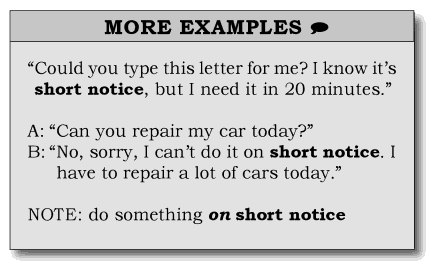 MORE EXAMPLES
“Could you type this letter for me? I know it’s
short notice, but I need it in 20 minutes.”
A: “Can you repair my car today?”
B: “No, sorry, I can’t do it on short notice. I
have to repair a lot of cars today.”
NOTE: do something on short notice